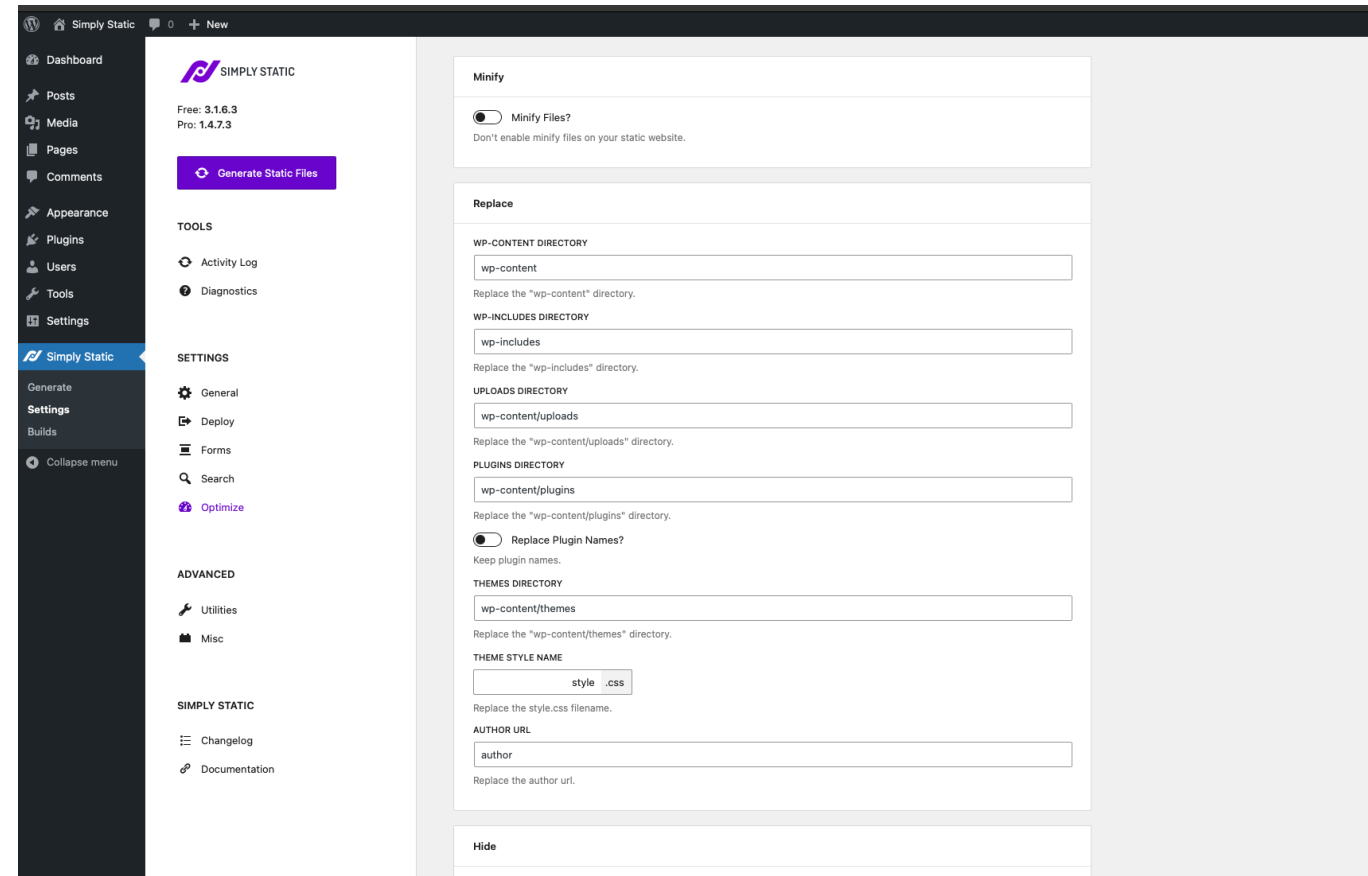 Simply Static 0 New
Dashboard
Posts
Media
Pages
Comments
Appearance
Plugins
Users
Tools
Settings
Simply Static
Generate
Settings
Builds
Collapse menu
SIMPLY STATIC
Free: 3.1.6.3
Pro: 1.4.7.3
Generate Static Files
TOOLS
Activity Log
Diagnostics
SETTINGS
General
Deploy
Forms
Search
Optimize
ADVANCED
Utilities
Misc
SIMPLY STATIC
Changelog
Documentation
Minify
Minify Files?
Don't enable minify files on your static website.
Replace
WP-CONTENT DIRECTORY
wp-content
Replace the "wp-content" directory.
WP-INCLUDES DIRECTORY
wp-includes
Replace the "wp-includes" directory.
UPLOADS DIRECTORY
wp-content/uploads
Replace the "wp-content/uploads" directory.
PLUGINS DIRECTORY
wp-content/plugins
Replace the "wp-content/plugins" directory.
Replace Plugin Names?
Keep plugin names.
THEMES DIRECTORY
wp-content/themes
Replace the "wp-content/themes" directory.
THEME STYLE NAME
style .css
Replace the style.css filename.
AUTHOR URL
author
Replace the author url.
Hide